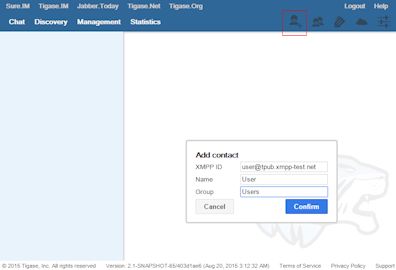 Sure.IM Tigase.IM Jabber.Today Tigase.Net Tigase.Org Logout Help
Chat Discovery Management Statistics
Add contact
XMPP ID user@tpub.xmpp-test.net
Name User
Group Users
Cancel Confirm
© 2015 Tigase, Inc. All rights reserved Version: 2.1-SNAPSHOT-65/403d1ae6 (Aug 20, 2015 3:12:32 AM) Terms of Service Privacy Policy Support